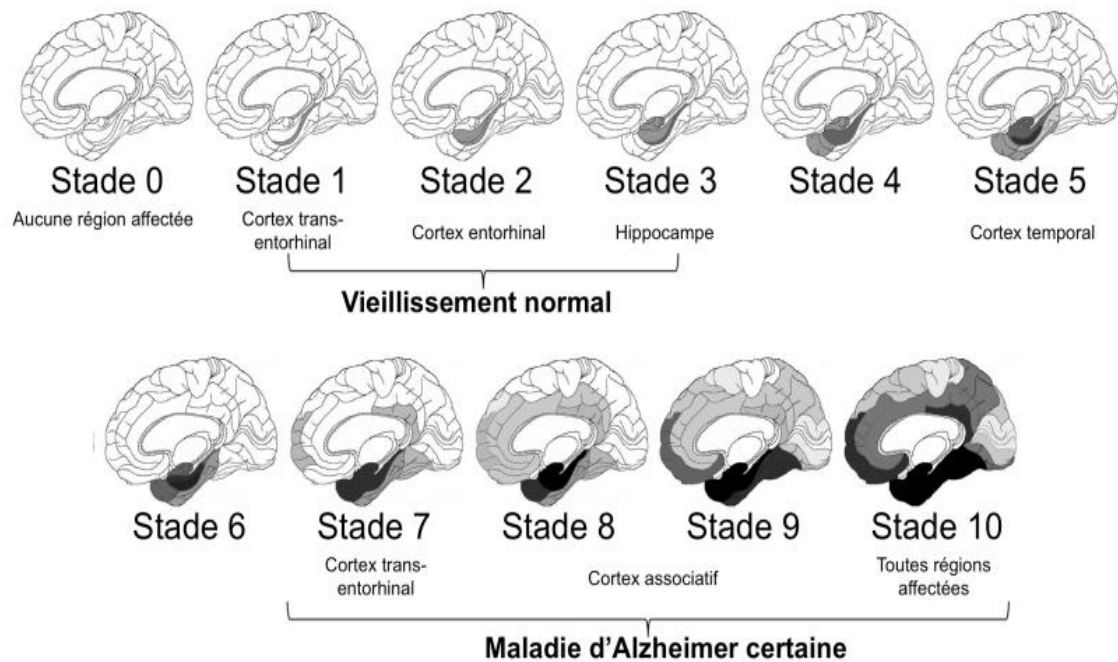 Stade 0
Stade 1
Stade 2
Stade 3
Stade 4
Stade 5
Aucune région affectée
Cortex trans-
entorhinal
Cortex entorhinal
Hippocampe
Cortex temporal
Vieillissement normal
Stade 6
Stade 7
Stade 8
Stade 9
Stade 10
Cortex trans-
entorhinal
Cortex associatif
Toutes régions
affectées
Maladie d’Alzheimer certaine